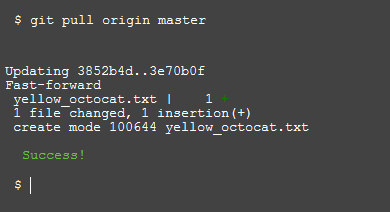 $ git pull origin master
Updating 3852b4d..3e70b0f
Fast-forward
yellow_octocat.txt |    1 +
1 file changed, 1 insertion(+)
create mode 100644 yellow_octocat.txt
Success!
$